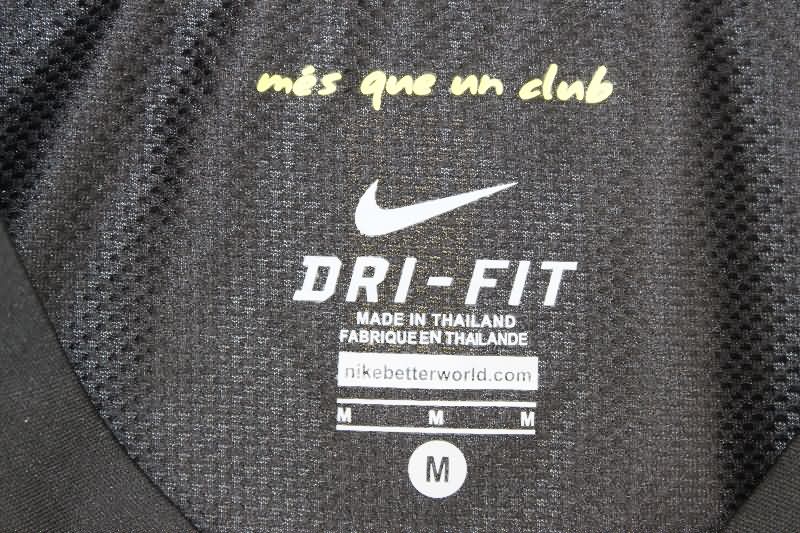 més que un club
DRI-FIT
MADE IN THAILAND
FABRIQUE EN THAILANDE
nikebetterworld.com
M M M
M